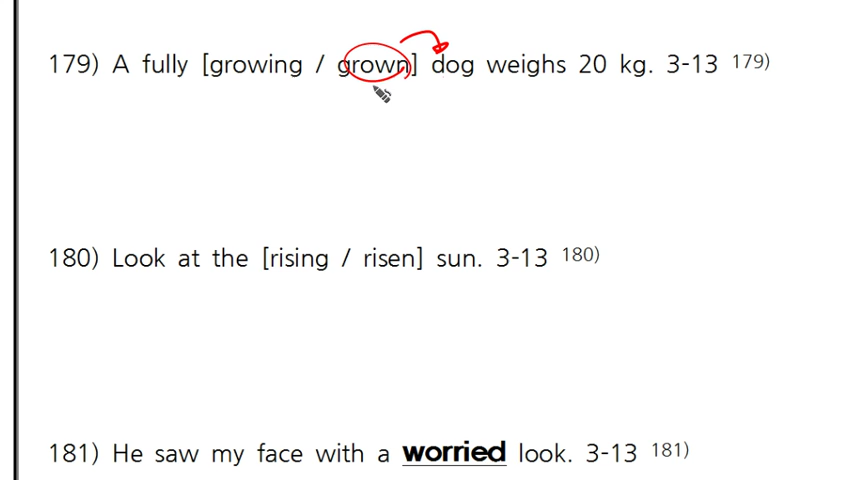 179) A fully [growing / grown] dog weighs 20 kg. 3-13 179)
180) Look at the [rising / risen] sun. 3-13 180)
181) He saw my face with a worried look. 3-13 181)